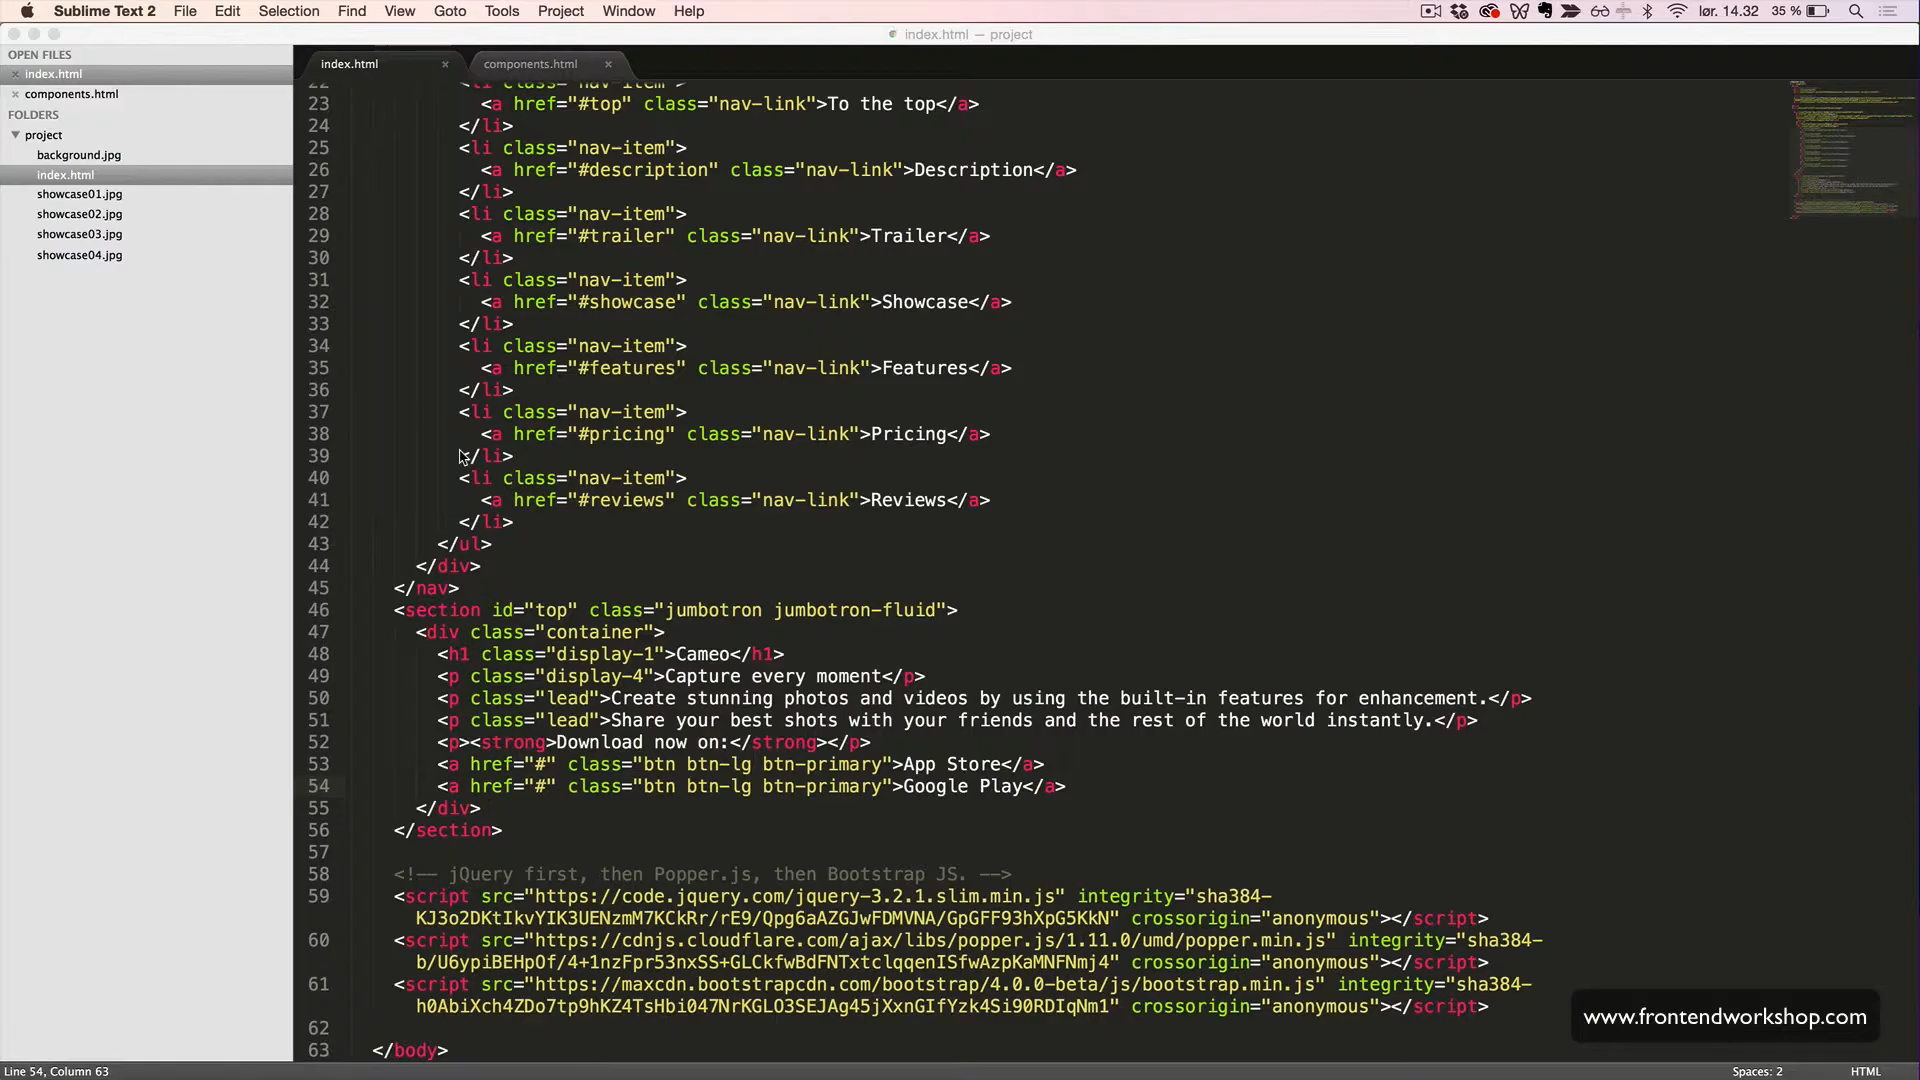 Sublime Text 2 File Edit Selection Find View Goto Tools Project Window Help lør. 14.32 35 %
index.html — project
OPEN FILES
index.html
components.html
FOLDERS
project
background.jpg
index.html
showcase01.jpg
showcase02.jpg
showcase03.jpg
showcase04.jpg
index.html components.html
22 <li class="nav-item">
23 <a href="#top" class="nav-link">To the top</a>
24 </li>
25 <li class="nav-item">
26 <a href="#description" class="nav-link">Description</a>
27 </li>
28 <li class="nav-item">
29 <a href="#trailer" class="nav-link">Trailer</a>
30 </li>
31 <li class="nav-item">
32 <a href="#showcase" class="nav-link">Showcase</a>
33 </li>
34 <li class="nav-item">
35 <a href="#features" class="nav-link">Features</a>
36 </li>
37 <li class="nav-item">
38 <a href="#pricing" class="nav-link">Pricing</a>
39 </li>
40 <li class="nav-item">
41 <a href="#reviews" class="nav-link">Reviews</a>
42 </li>
43 </ul>
44 </div>
45 </nav>
46 <section id="top" class="jumbotron jumbotron-fluid">
47 <div class="container">
48 <h1 class="display-1">Cameo</h1>
49 <p class="display-4">Capture every moment</p>
50 <p class="lead">Create stunning photos and videos by using the built-in features for enhancement.</p>
51 <p class="lead">Share your best shots with your friends and the rest of the world instantly.</p>
52 <p><strong>Download now on:</strong></p>
53 <a href="#" class="btn btn-lg btn-primary">App Store</a>
54 <a href="#" class="btn btn-lg btn-primary">Google Play</a>
55 </div>
56 </section>
57
58 <!-- jQuery first, then Popper.js, then Bootstrap JS. -->
59 <script src="https://code.jquery.com/jquery-3.2.1.slim.min.js" integrity="sha384-
KJ3o2DKtIkvYIK3UENzmM7KCkRr/rE9/Qpg6aAZGJwFDMVNA/GpGFF93hXpG5KkN" crossorigin="anonymous"></script>
60 <script src="https://cdnjs.cloudflare.com/ajax/libs/popper.js/1.11.0/umd/popper.min.js" integrity="sha384-
b/U6ypiBEHpOf/4+1nzFpr53nxSS+GLCkfwBdFNTxtclqqenISfwAzpKaMNFNmj4" crossorigin="anonymous"></script>
61 <script src="https://maxcdn.bootstrapcdn.com/bootstrap/4.0.0-beta/js/bootstrap.min.js" integrity="sha384-
h0AbiXch4ZDo7tp9hKZ4TsHbi047NrKGLO3SEJAg45jXxnGIfYzk4Si90RDIqNm1" crossorigin="anonymous"></script>
62
63 </body>
www.frontendworkshop.com
Line 54, Column 63 Spaces: 2 HTML